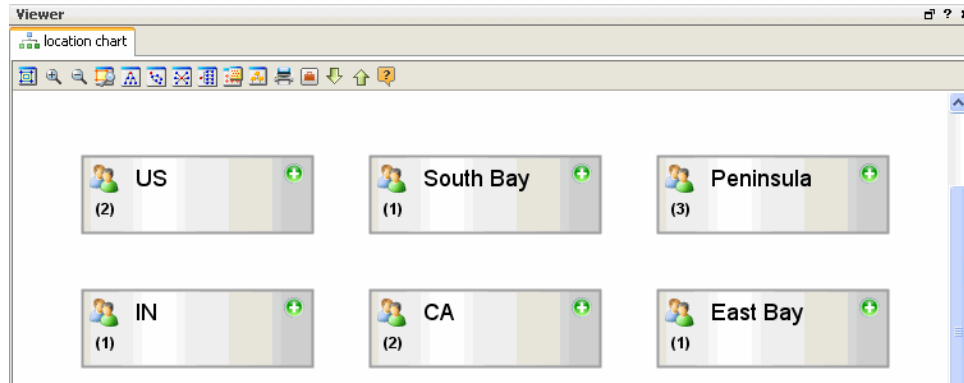 Viewer
location chart
US
South Bay
Peninsula
(2)
(1)
(3)
IN
CA
East Bay
(1)
(2)
(1)